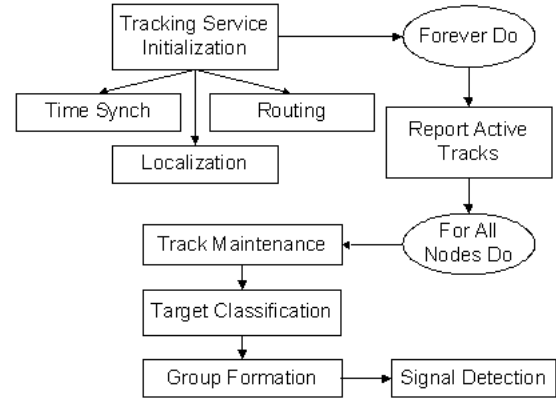 Tracking Service
Initialization
Forever Do
Time Synch
Routing
Localization
Report Active
Tracks
For All
Nodes Do
Track Maintenance
Target Classification
Group Formation
Signal Detection